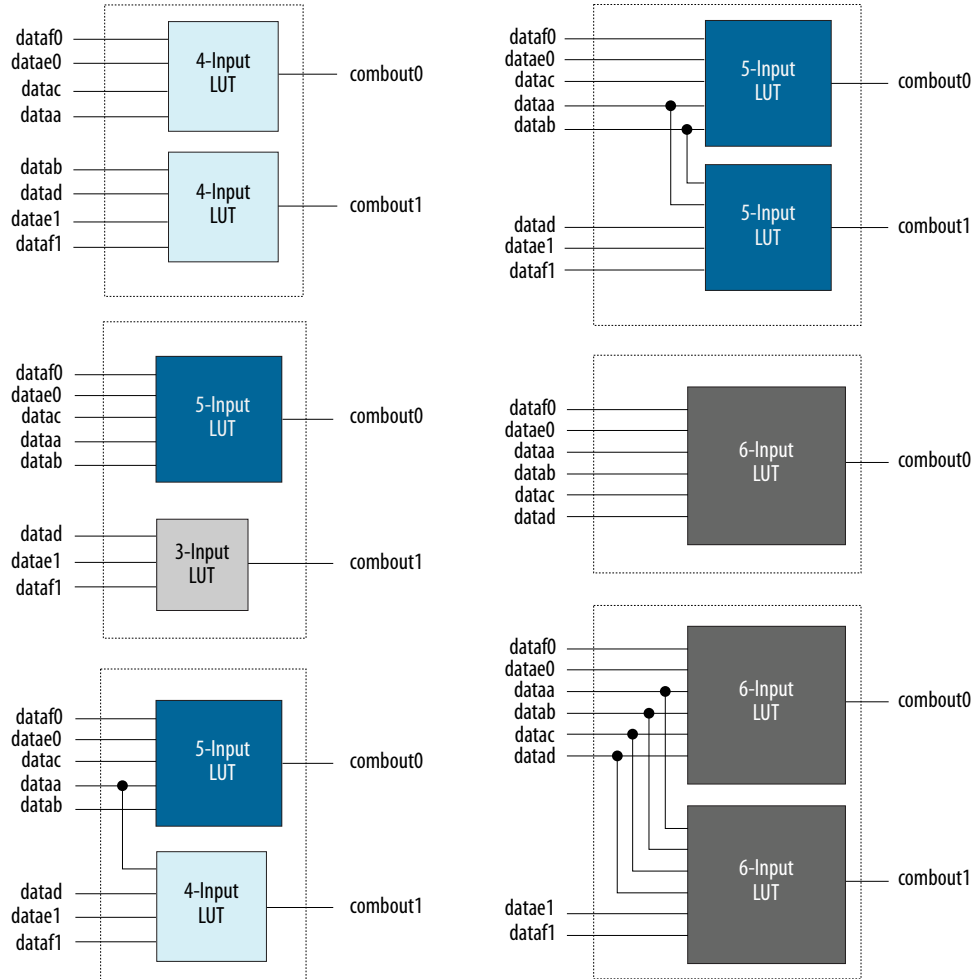 dataf0
datae0
datac
dataa
4-Input
LUT
combout0
datab
datad
datae1
dataf1
4-Input
LUT
combout1
dataf0
datae0
datac
dataa
datab
5-Input
LUT
combout0
datad
datae1
dataf1
3-Input
LUT
combout1
dataf0
datae0
datac
dataa
datab
5-Input
LUT
combout0
datad
datae1
dataf1
4-Input
LUT
combout1
dataf0
datae0
datac
dataa
datab
5-Input
LUT
combout0
datad
datae1
dataf1
5-Input
LUT
combout1
dataf0
datae0
dataa
datab
datac
datad
6-Input
LUT
combout0
dataf0
datae0
dataa
datab
datac
datad
6-Input
LUT
combout0
datae1
dataf1
6-Input
LUT
combout1